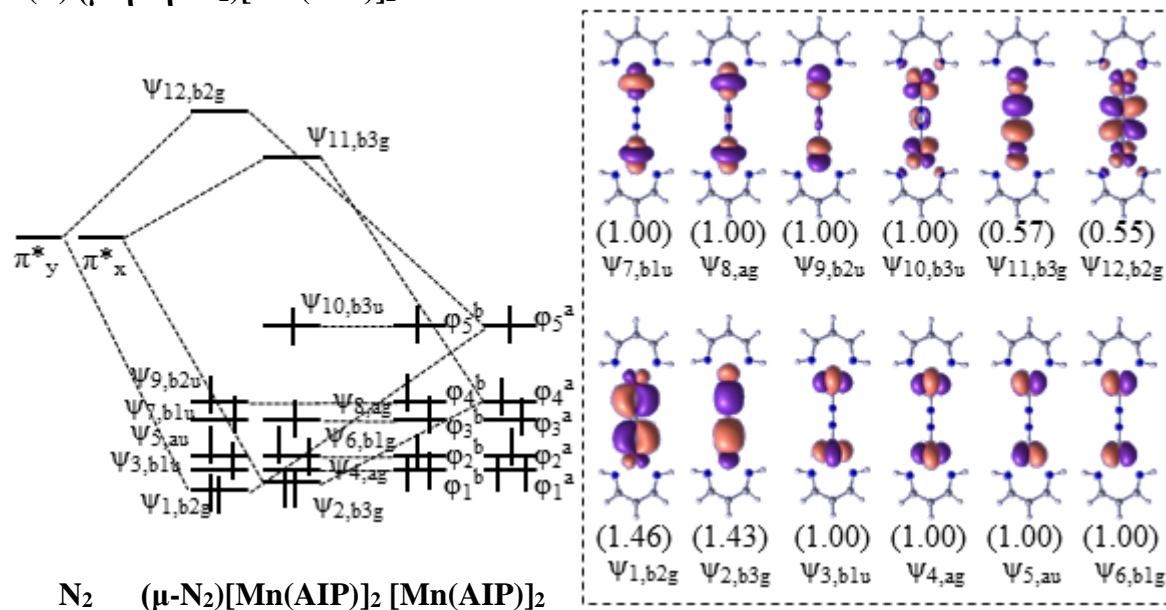 Ψ12,b2g
Ψ11,b3g
π*y π*x
Ψ10,b3u
φ5b φ5a
Ψ9,b2u
φ4b φ4a
Ψ7,b1u Ψ8,ag
φ3b φ3a
Ψ5,au Ψ6,b1g
φ2b φ2a
Ψ3,b1u Ψ4,ag
φ1b φ1a
Ψ1,b2g Ψ2,b3g
N2 (μ-N2)[Mn(AIP)]2 [Mn(AIP)]2
(1.00) (1.00) (1.00) (1.00) (0.57) (0.55)
Ψ7,b1u Ψ8,ag Ψ9,b2u Ψ10,b3u Ψ11,b3g Ψ12,b2g
(1.46) (1.43) (1.00) (1.00) (1.00) (1.00)
Ψ1,b2g Ψ2,b3g Ψ3,b1u Ψ4,ag Ψ5,au Ψ6,b1g